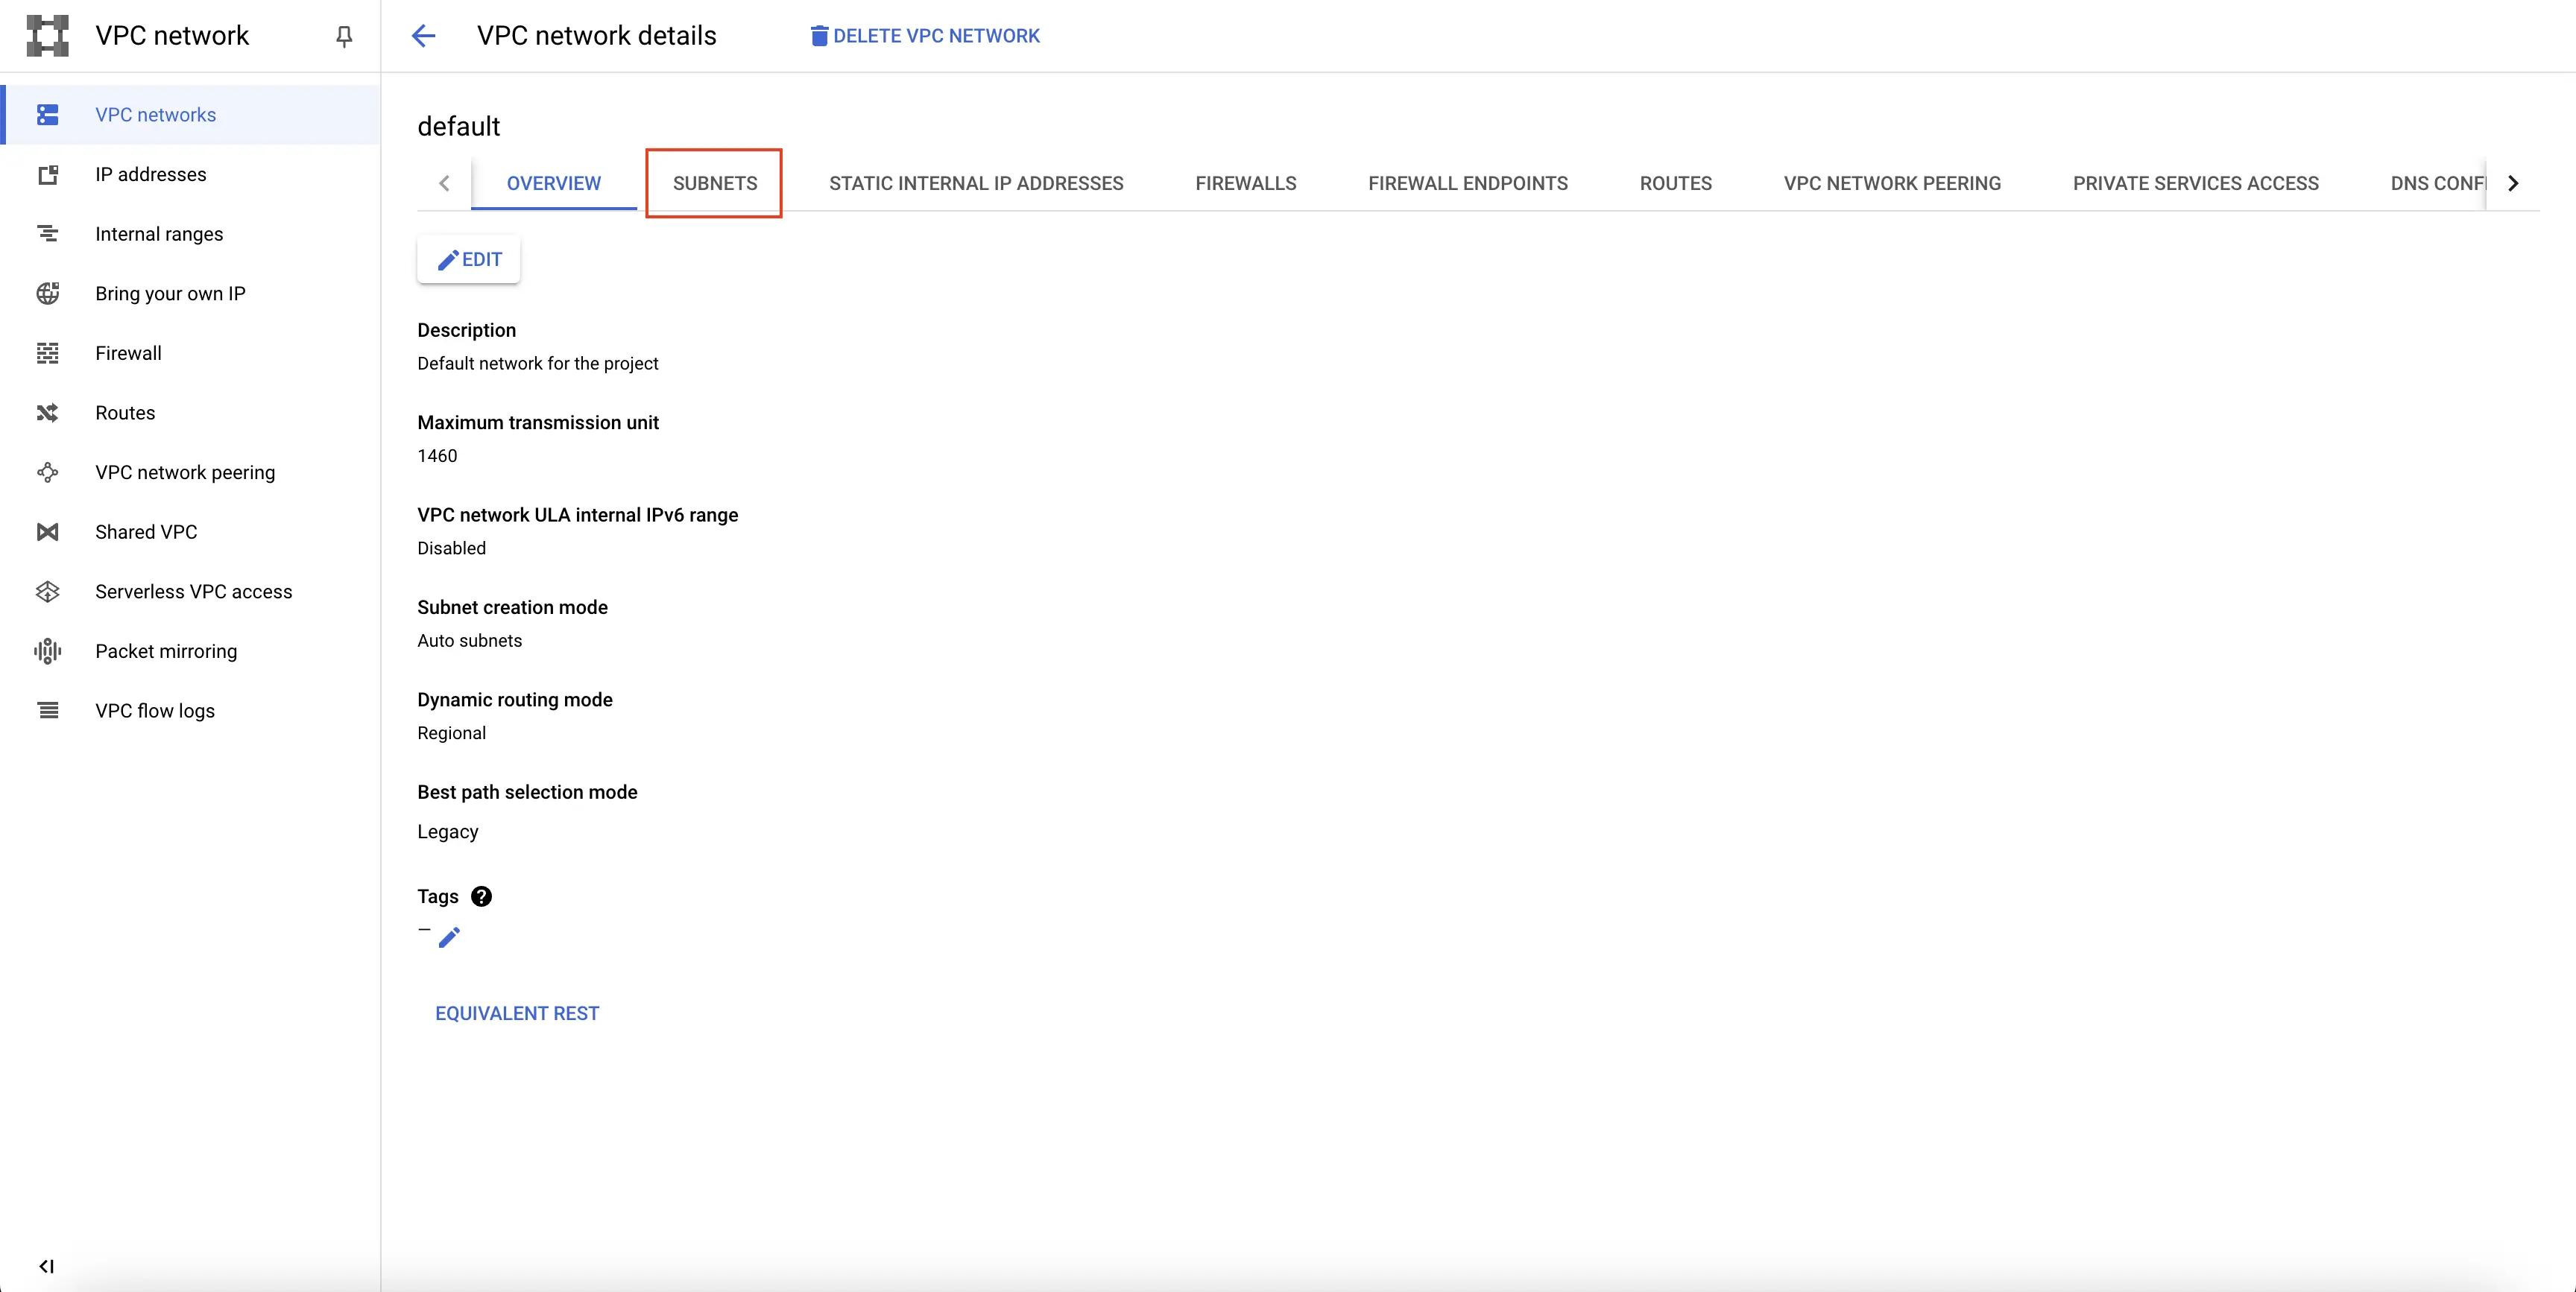 VPC network
VPC network details
DELETE VPC NETWORK
VPC networks
IP addresses
Internal ranges
Bring your own IP
Firewall
Routes
VPC network peering
Shared VPC
Serverless VPC access
Packet mirroring
VPC flow logs
default
OVERVIEW
SUBNETS
STATIC INTERNAL IP ADDRESSES
FIREWALLS
FIREWALL ENDPOINTS
ROUTES
VPC NETWORK PEERING
PRIVATE SERVICES ACCESS
DNS CONFI
EDIT
Description
Default network for the project
Maximum transmission unit
1460
VPC network ULA internal IPv6 range
Disabled
Subnet creation mode
Auto subnets
Dynamic routing mode
Regional
Best path selection mode
Legacy
Tags
—
EQUIVALENT REST